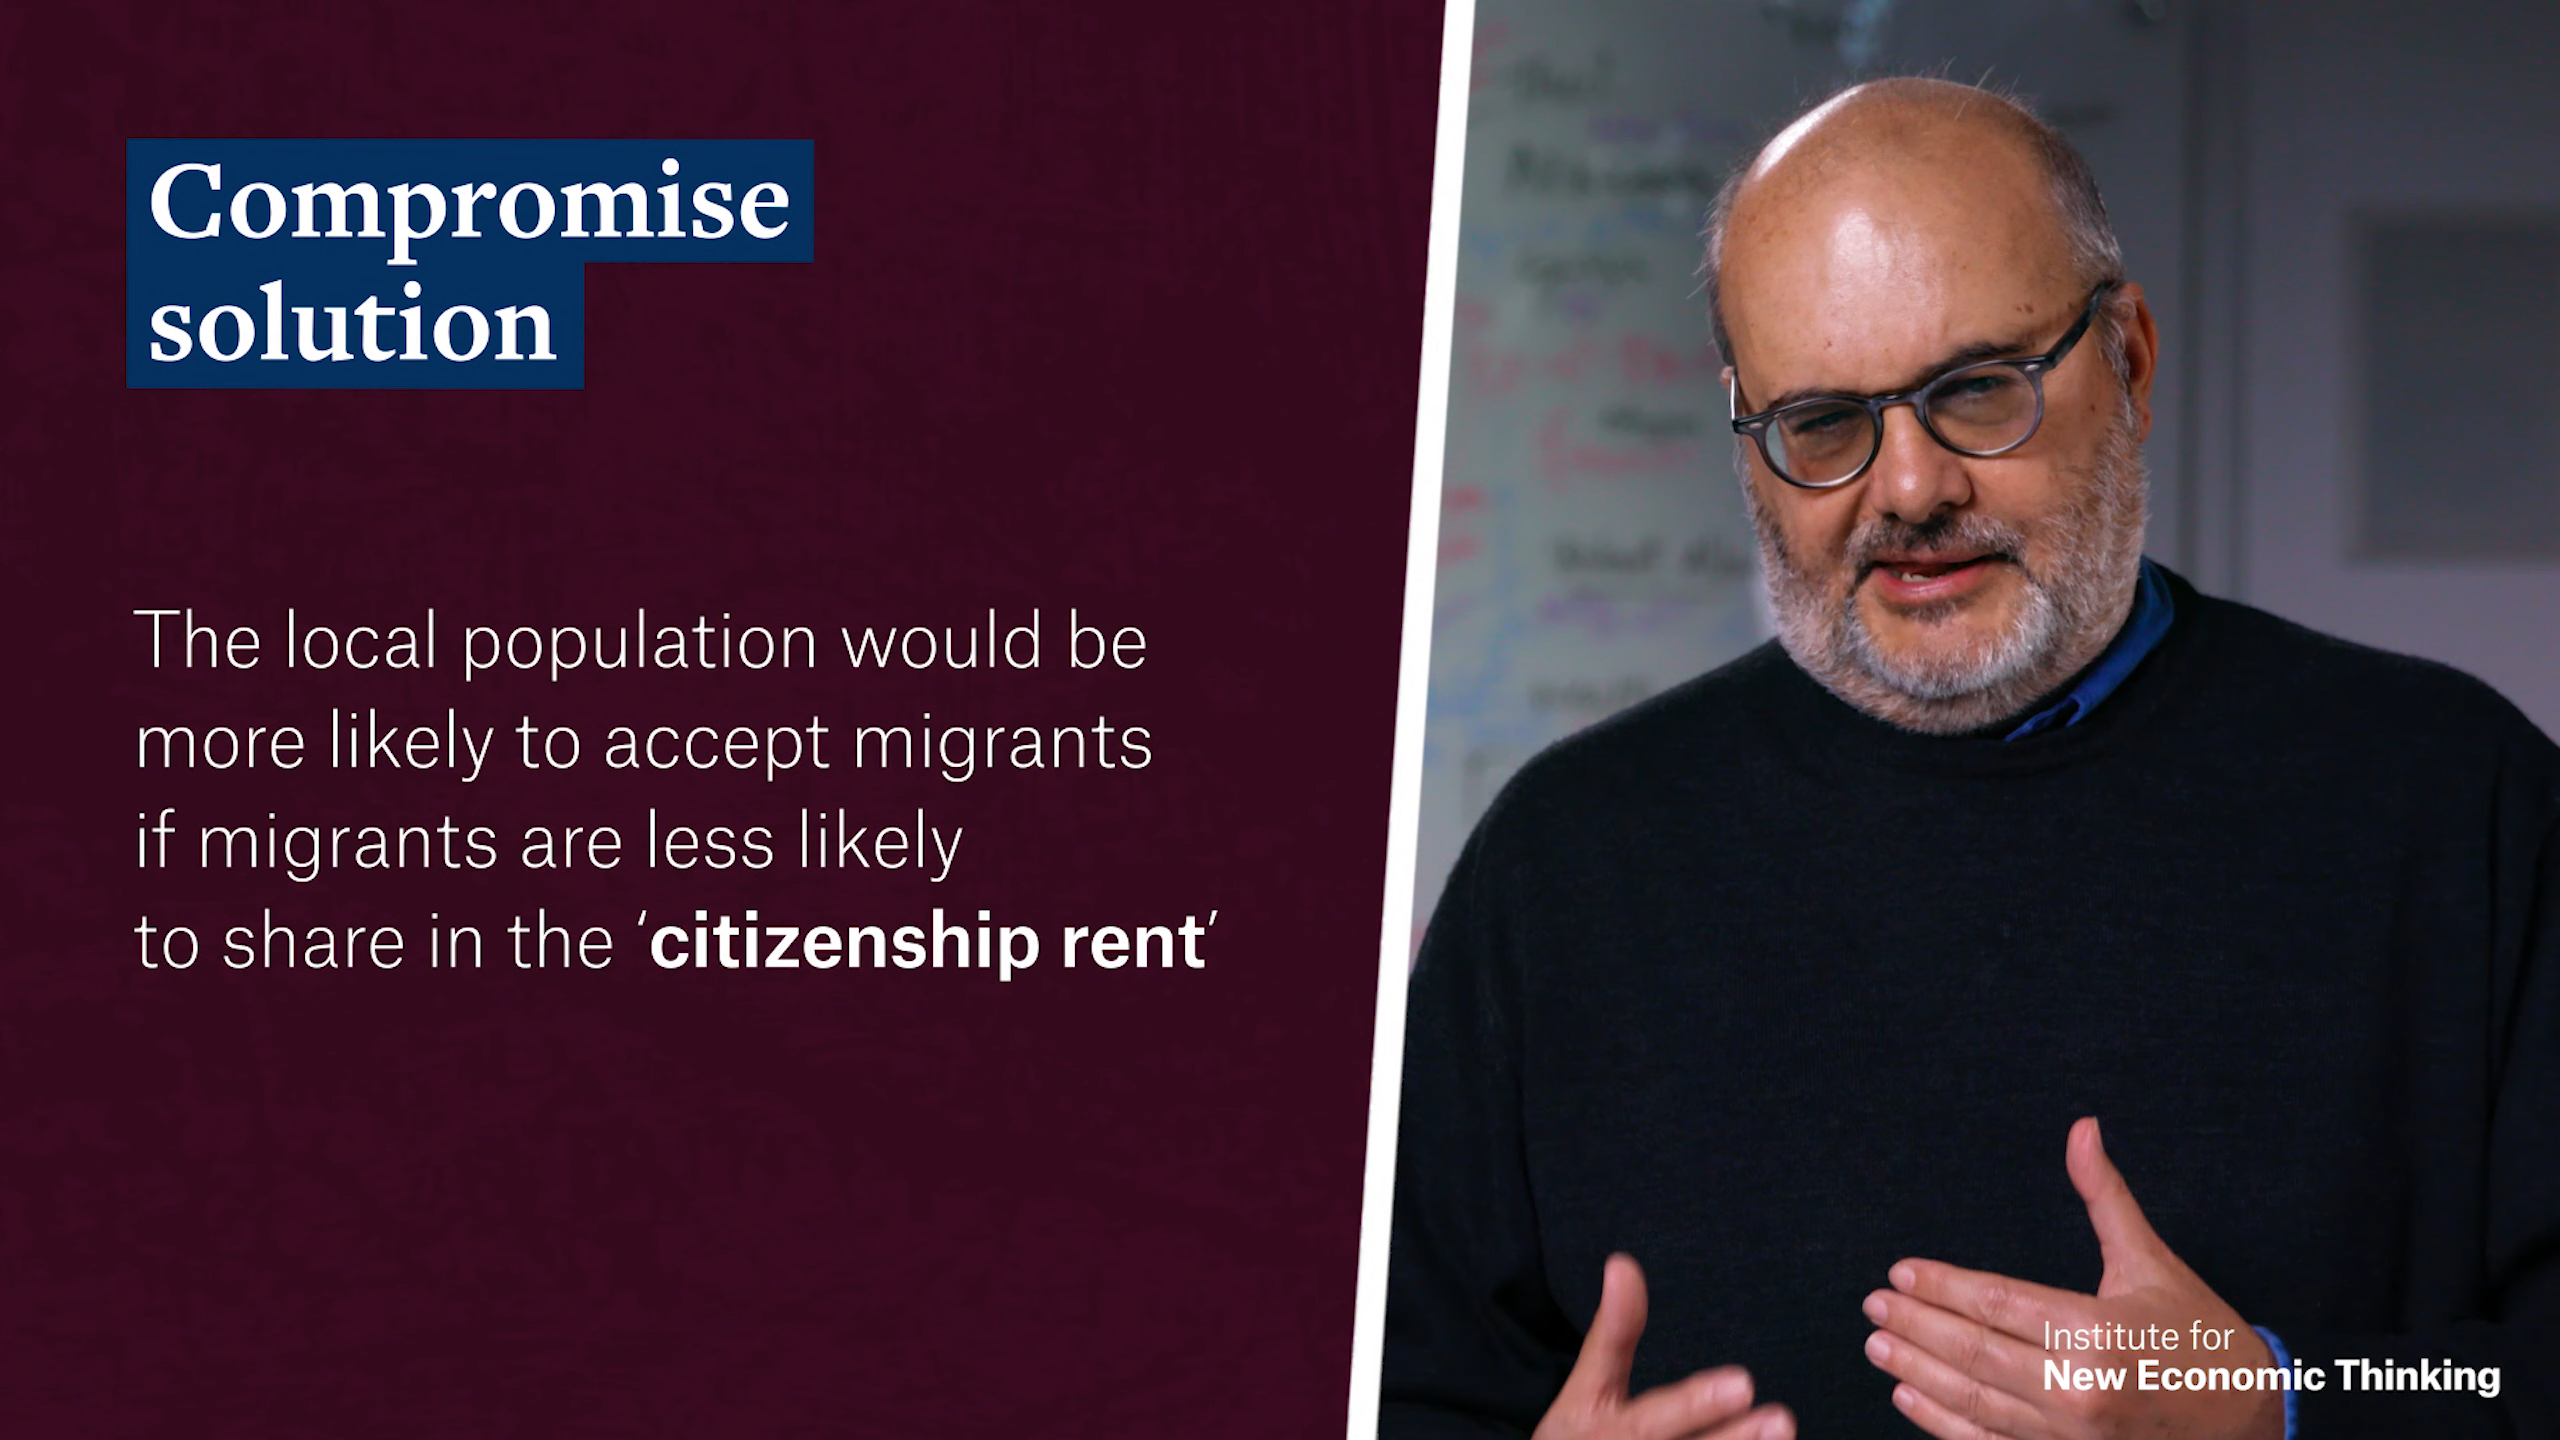 Compromise
solution
The local population would be
more likely to accept migrants
if migrants are less likely
to share in the ‘citizenship rent’
Institute for
New Economic Thinking